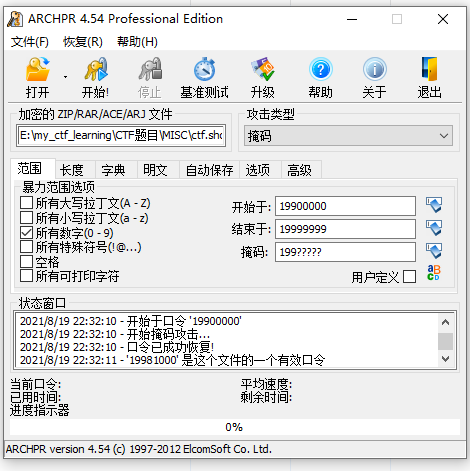 ARCHPR 4.54 Professional Edition
文件(F) 恢复(R) 帮助(H)
打开 开始! 停止 基准测试 升级 帮助 关于 退出
加密的 ZIP/RAR/ACE/ARJ 文件
攻击类型
E:\my_ctf_learning\CTF题目\MISC\ctf.sho
掩码
范围 长度 字典 明文 自动保存 选项 高级
暴力范围选项
所有大写拉丁文(A - Z)
所有小写拉丁文(a - z)
所有数字(0 - 9)
所有特殊符号(!@...)
空格
所有可打印字符
开始于: 19900000
结束于: 19999999
掩码: 199?????
用户定义
状态窗口
2021/8/19 22:32:10 - 开始于口令 '19900000'
2021/8/19 22:32:10 - 开始掩码攻击...
2021/8/19 22:32:10 - 口令已成功恢复!
2021/8/19 22:32:11 - '19981000' 是这个文件的一个有效口令
当前口令: 平均速度:
已用时间: 剩余时间:
进度指示器
0%
ARCHPR version 4.54 (c) 1997-2012 ElcomSoft Co. Ltd.